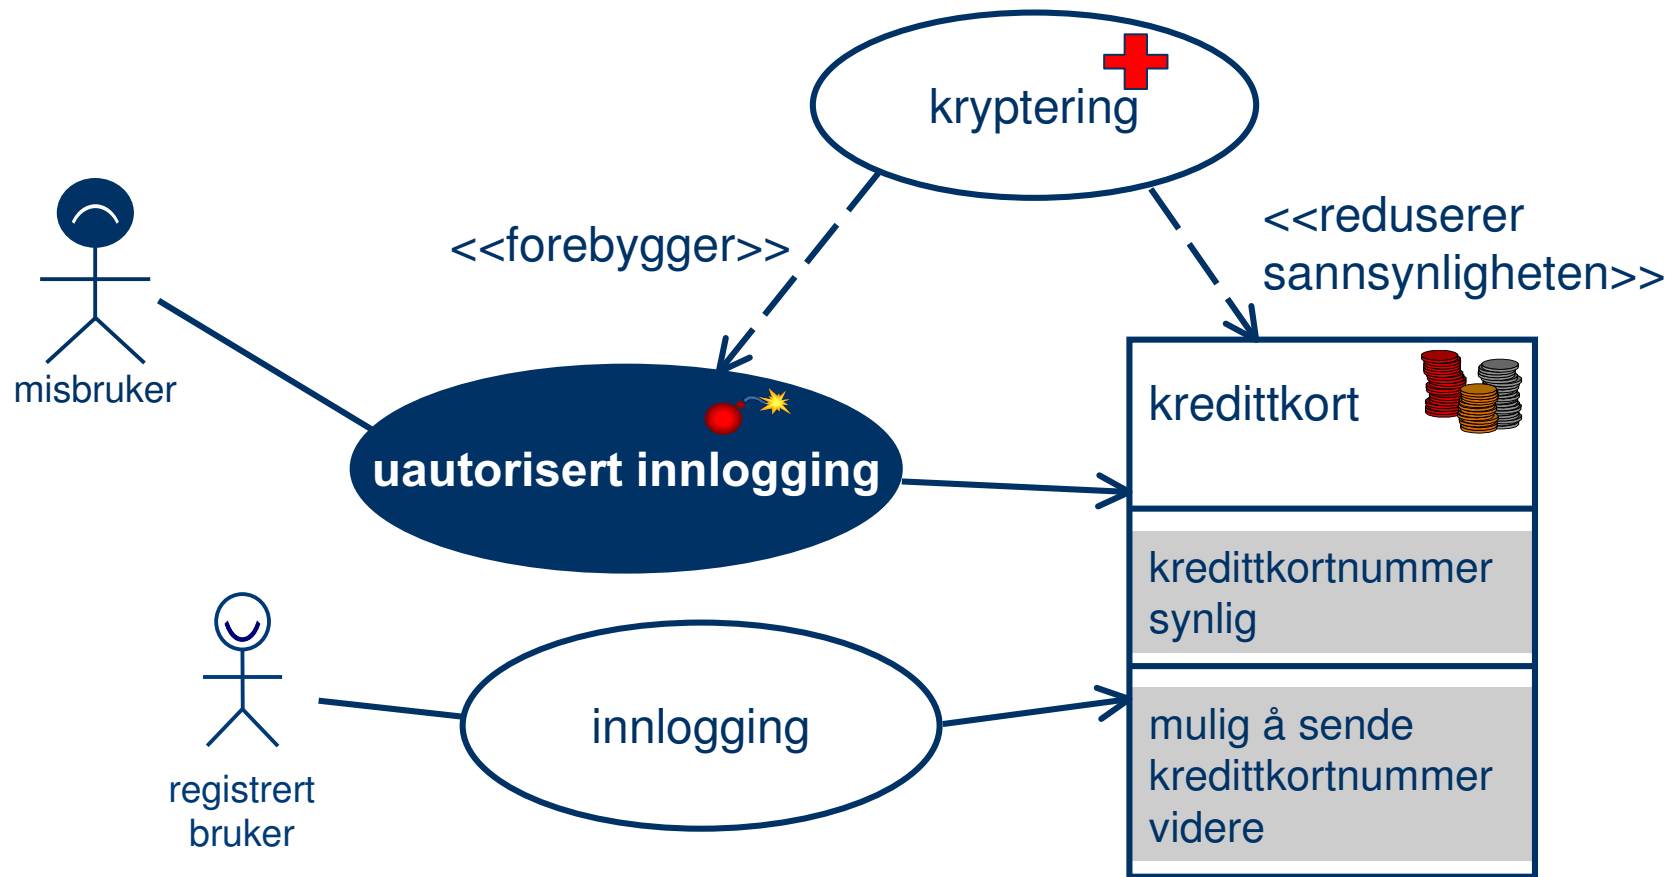 kryptering
<<forebygger>>
<<reduserer
sannsynligheten>>
misbruker
kredittkort
uautorisert innlogging
kredittkortnummer
synlig
registrert
bruker
innlogging
mulig å sende
kredittkortnummer
videre